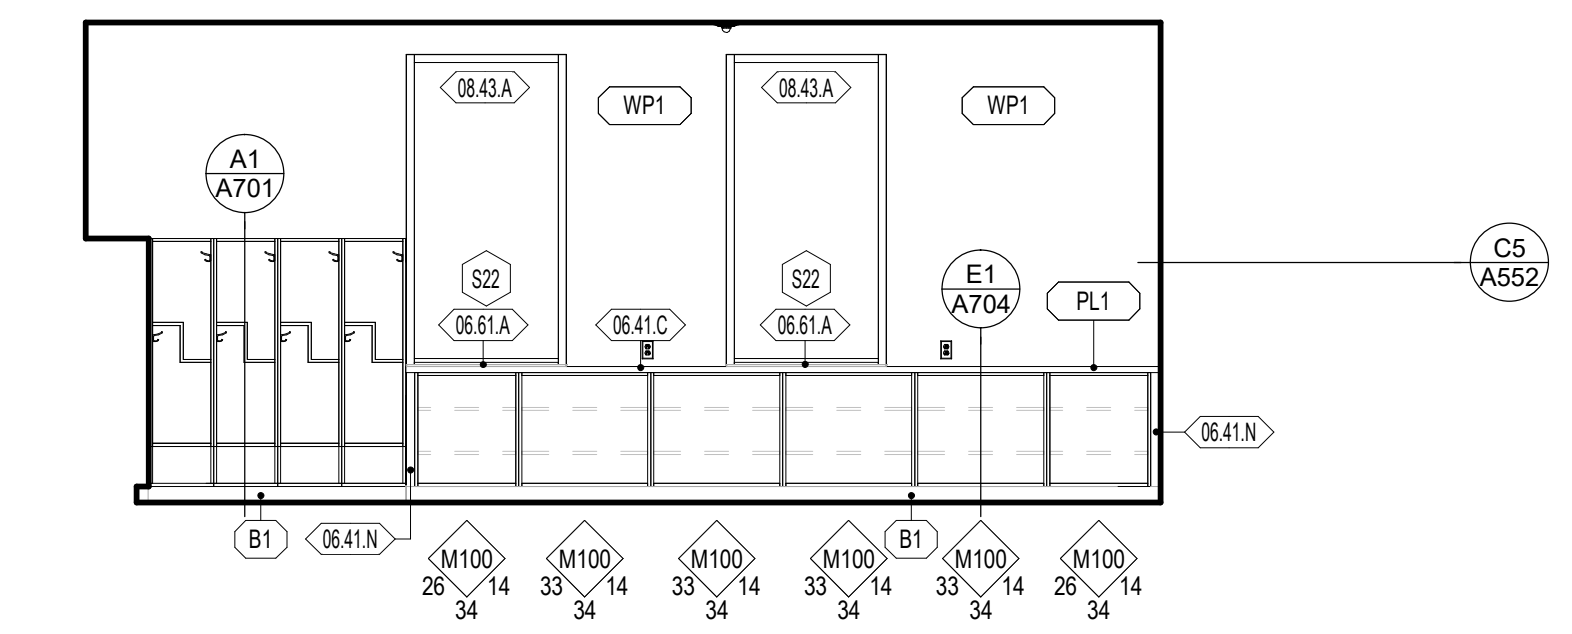 08.43.A
08.43.A
WP1
WP1
A1
A701
C5
A552
S22
S22
E1
A704
PL1
06.61.A
06.41.C
06.61.A
06.41.N
B1
06.41.N
B1
M100
26 14
34
M100
33 14
34
M100
33 14
34
M100
33 14
34
M100
33 14
34
M100
26 14
34